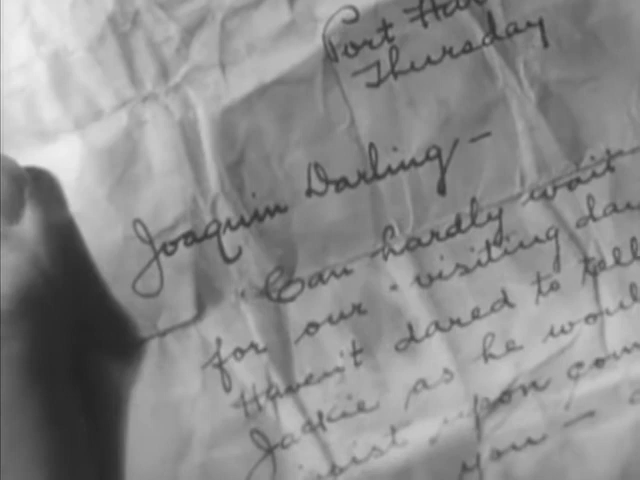 Port Ha
Thursday
Joaquin Darling -
Can hardly wait
for our visiting day
Haven't dared to tell
Jackie as he would
insist upon com
you -